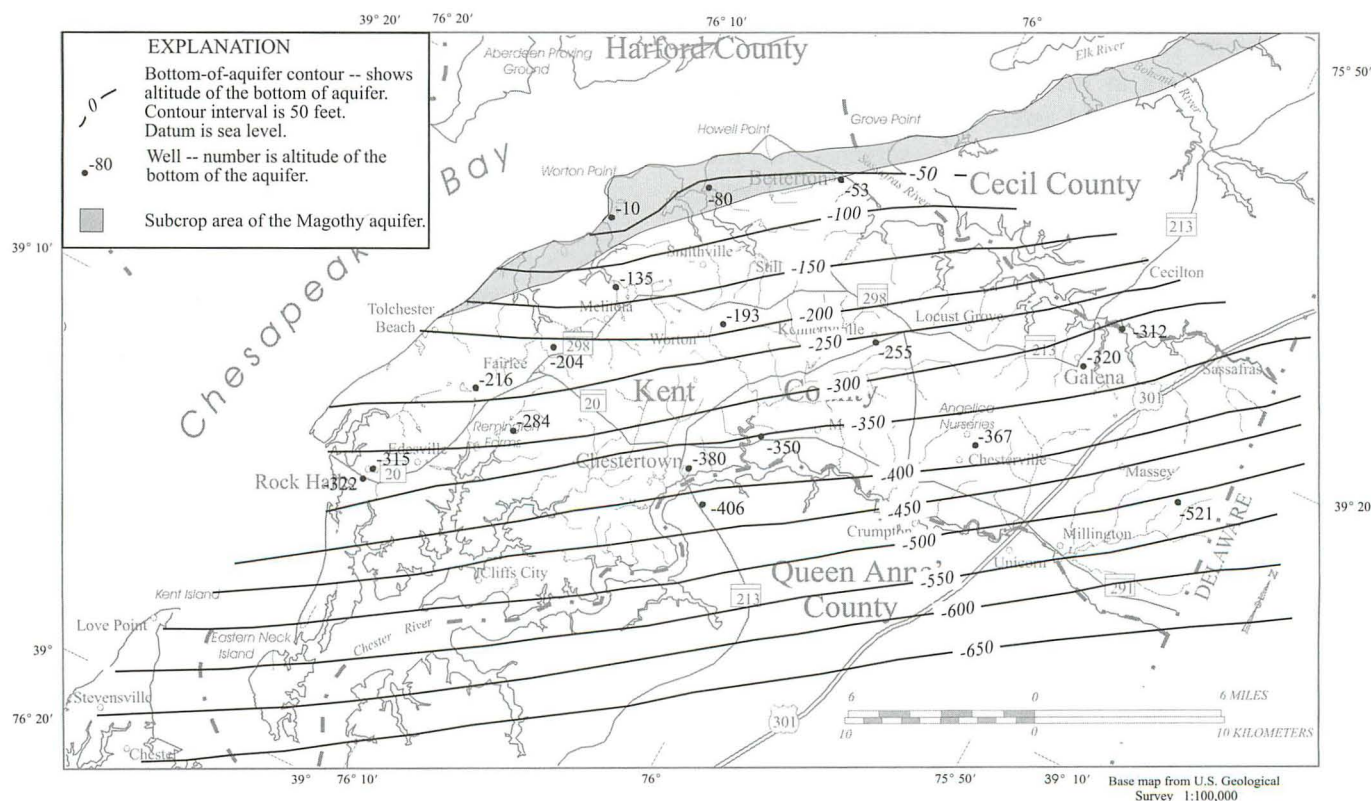 39° 20'
76° 20'
76° 10'
76°
75° 50'
EXPLANATION
0
Bottom-of-aquifer contour -- shows
altitude of the bottom of aquifer.
Contour interval is 50 feet.
Datum is sea level.
-80
Well -- number is altitude of the
bottom of the aquifer.
Subcrop area of the Magothy aquifer.
Aberdeen Proving
Ground
Harford County
Elk River
Bohemia River
Howell Point
Grove Point
Worton Point
Chesapeake Bay
Betterton
Sassafras River
Cecil County
-50
-10
-80
-53
-100
213
39° 10'
Smithville
Still
-150
-135
Cecilton
Melitota
298
-200
Tolchester
Beach
-193
Worton
Kennedyville
Locust Grove
-312
298
-250
-255
213
-204
-320
Fairlee
Galena
Sassafras
-216
Kent County
-300
301
20
-284
Remington
Farms
-350
Angelica
Nurseries
-367
-350
Edesville
-315
20
Chestertown
-380
Chesterville
Rock Hall
-322
-400
Massey
-406
-450
-521
39° 20'
Crumpton
-500
Millington
Unicorn
DELAWARE
Cliffs City
Queen Anne'
County
-550
291
213
-600
N
Kent Island
Love Point
Chester River
Eastern Neck
Island
-650
39°
Stevensville
76° 20'
Chester
301
6
0
6 MILES
10
0
10 KILOMETERS
39° 10'
76° 10'
76°
75° 50'
39° 10'
Base map from U.S. Geological
Survey 1:100,000